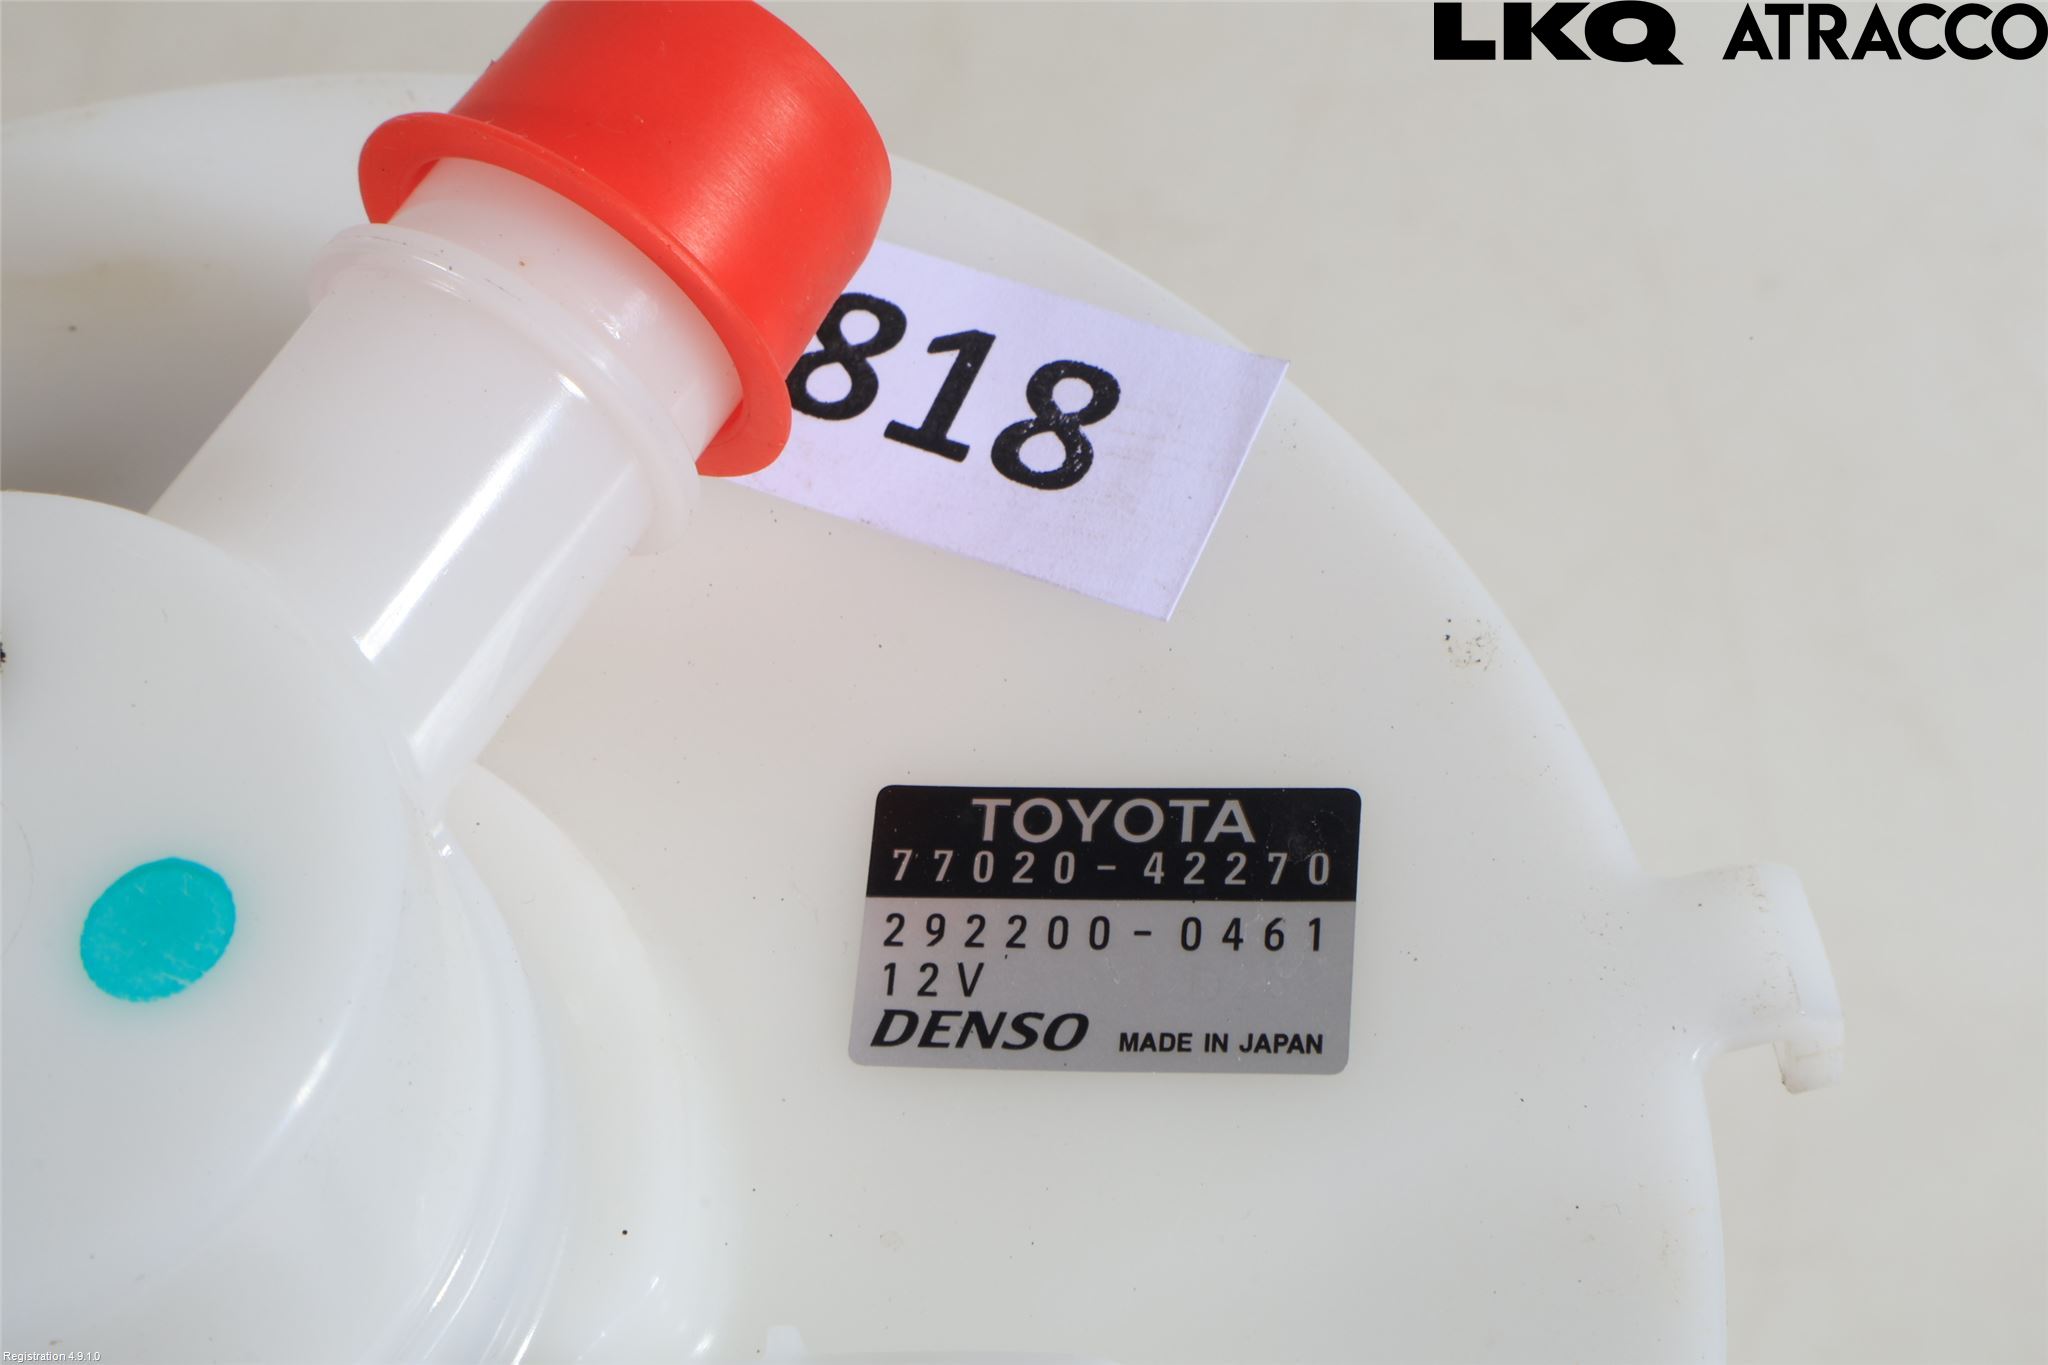 LKQ ATRACCO
818
TOYOTA
77020-42270
292200-0461
12V
DENSO MADE IN JAPAN
Registration 4.9.1.0